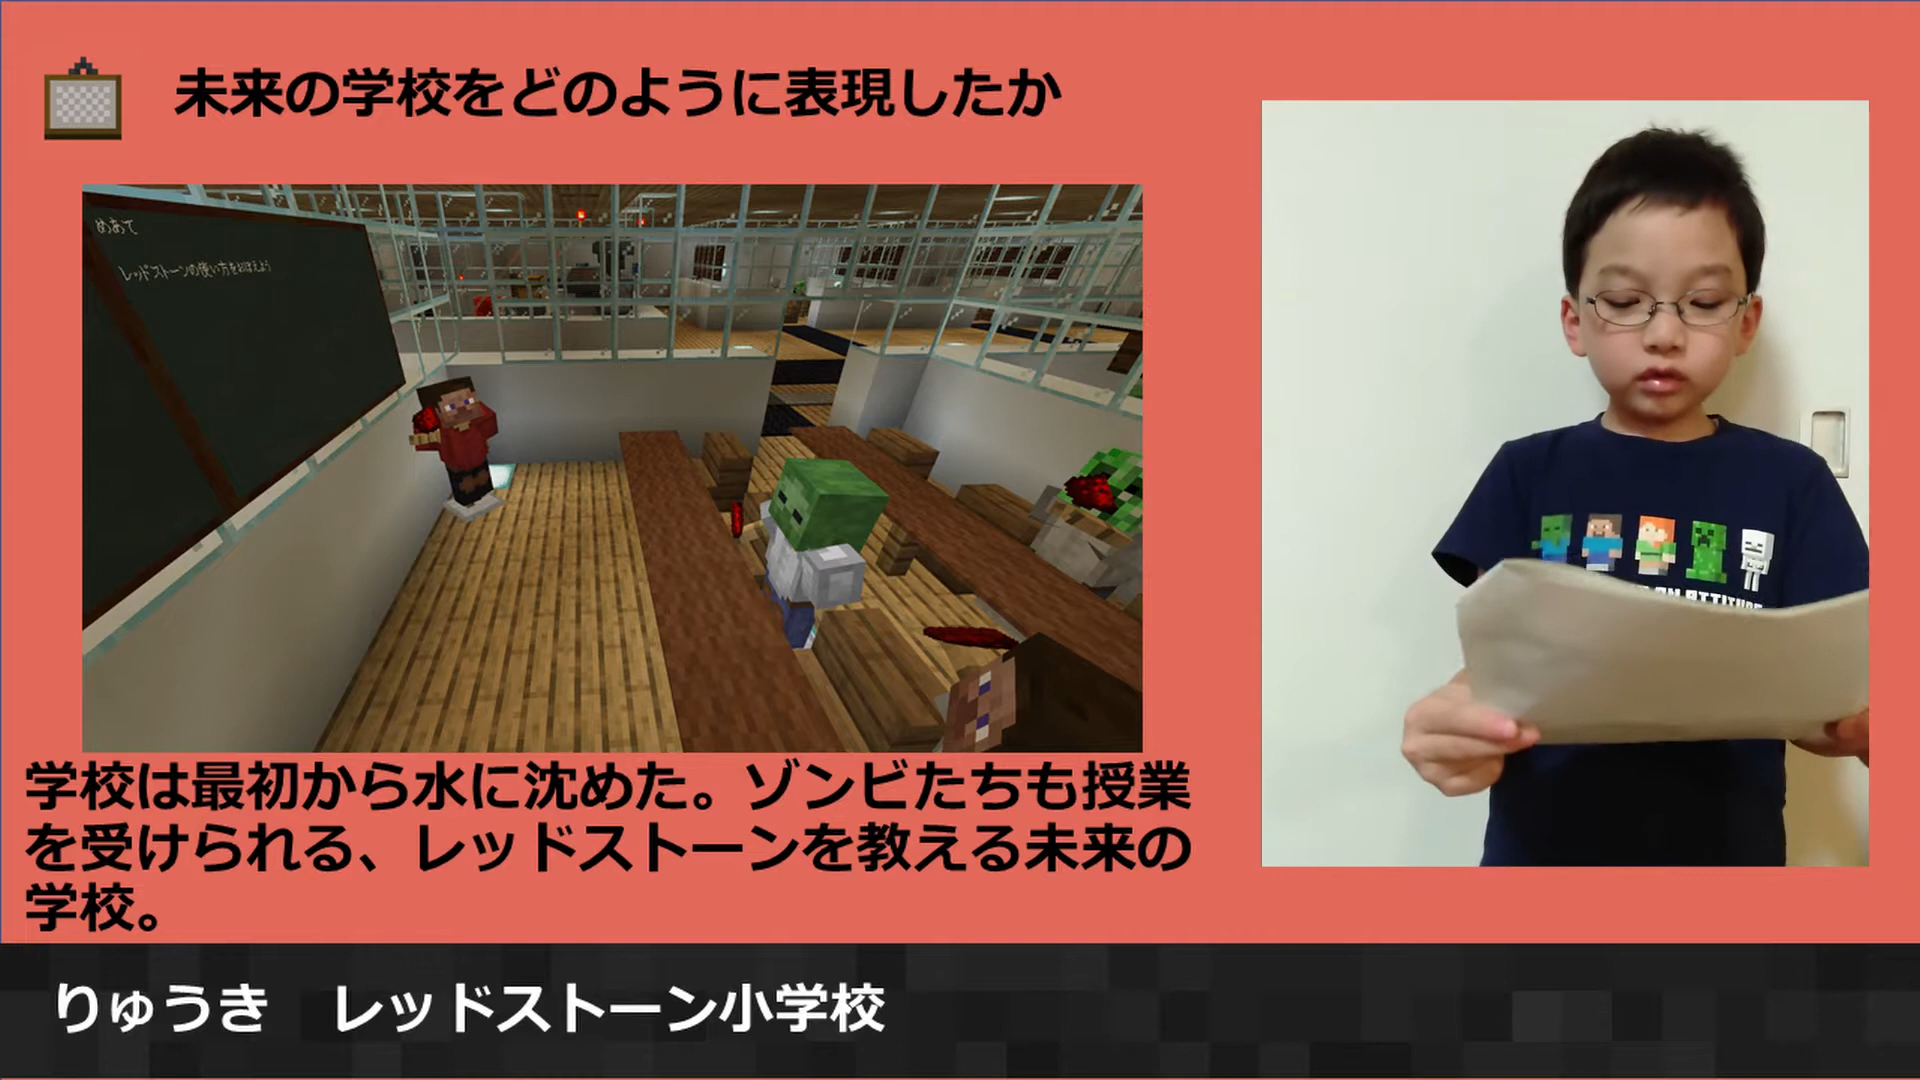 未来の学校をどのように表現したか
めあて
レッドストーンの使い方をおぼえよう
学校は最初から水に沈めた。ゾンビたちも授業
を受けられる、レッドストーンを教える未来の
学校。
りゅうき　レッドストーン小学校